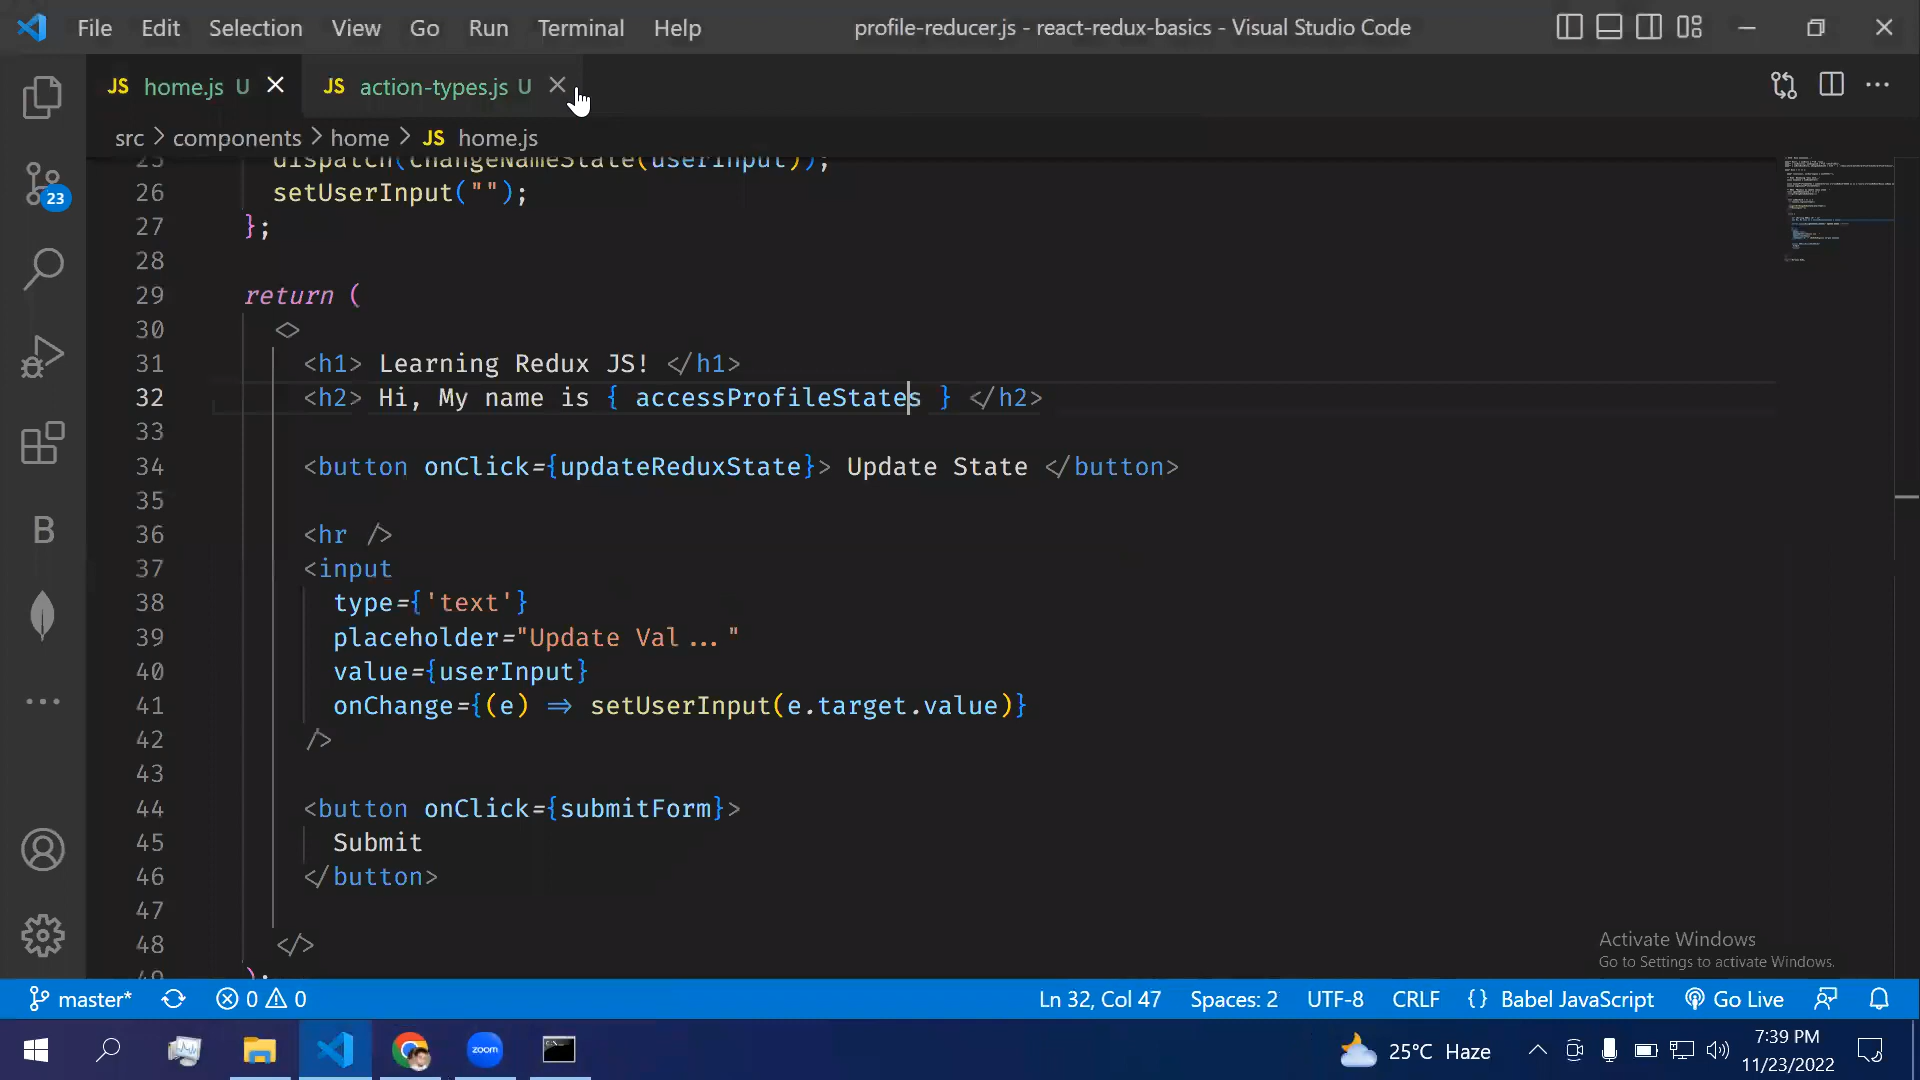 File Edit Selection View Go Run Terminal Help profile-reducer.js - react-redux-basics - Visual Studio Code
JS home.js U JS action-types.js U
src > components > home > JS home.js
25 dispatch(changeNameState(userInput));
26 setUserInput("");
27 };
28
29 return (
30 <>
31 <h1> Learning Redux JS! </h1>
32 <h2> Hi, My name is { accessProfileStates } </h2>
33
34 <button onClick={updateReduxState}> Update State </button>
35
36 <hr />
37 <input
38 type={'text'}
39 placeholder="Update Val ..."
40 value={userInput}
41 onChange={(e) => setUserInput(e.target.value)}
42 />
43
44 <button onClick={submitForm}>
45 Submit
46 </button>
47
48 </>
49 );
23
B
Activate Windows
Go to Settings to activate Windows.
master* 0 0 Ln 32, Col 47 Spaces: 2 UTF-8 CRLF {} Babel JavaScript Go Live
zoom
25°C Haze
7:39 PM
11/23/2022